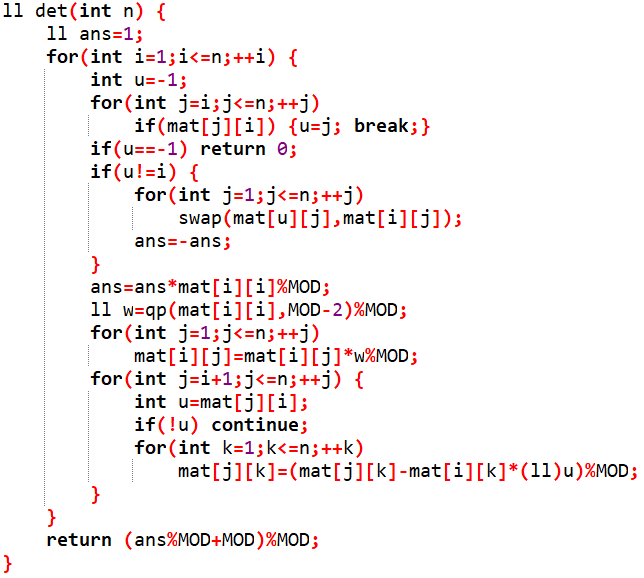 ll det(int n) {
    ll ans=1;
    for(int i=1;i<=n;++i) {
        int u=-1;
        for(int j=i;j<=n;++j)
            if(mat[j][i]) {u=j; break;}
        if(u==-1) return 0;
        if(u!=i) {
            for(int j=1;j<=n;++j)
                swap(mat[u][j],mat[i][j]);
            ans=-ans;
        }
        ans=ans*mat[i][i]%MOD;
        ll w=qp(mat[i][i],MOD-2)%MOD;
        for(int j=1;j<=n;++j)
            mat[i][j]=mat[i][j]*w%MOD;
        for(int j=i+1;j<=n;++j) {
            int u=mat[j][i];
            if(!u) continue;
            for(int k=1;k<=n;++k)
                mat[j][k]=(mat[j][k]-mat[i][k]*(ll)u)%MOD;
        }
    }
    return (ans%MOD+MOD)%MOD;
}